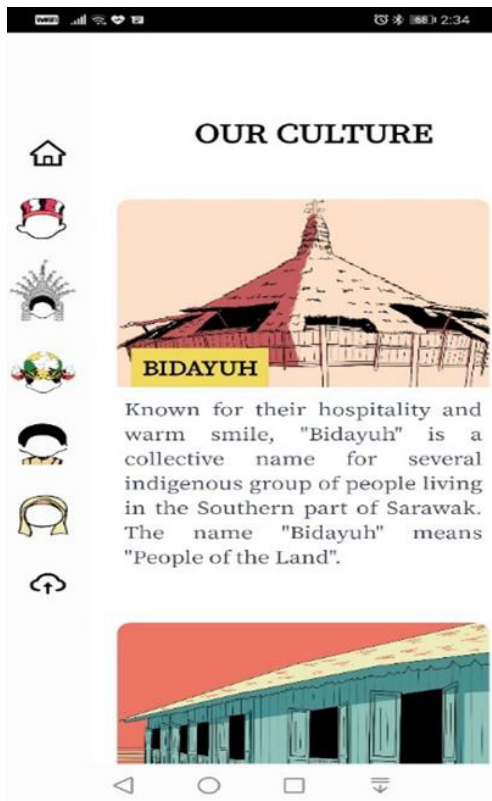 68 2:34
OUR CULTURE
BIDAYUH
Known for their hospitality and
warm smile, "Bidayuh" is a
collective name for several
indigenous group of people living
in the Southern part of Sarawak.
The name "Bidayuh" means
"People of the Land".